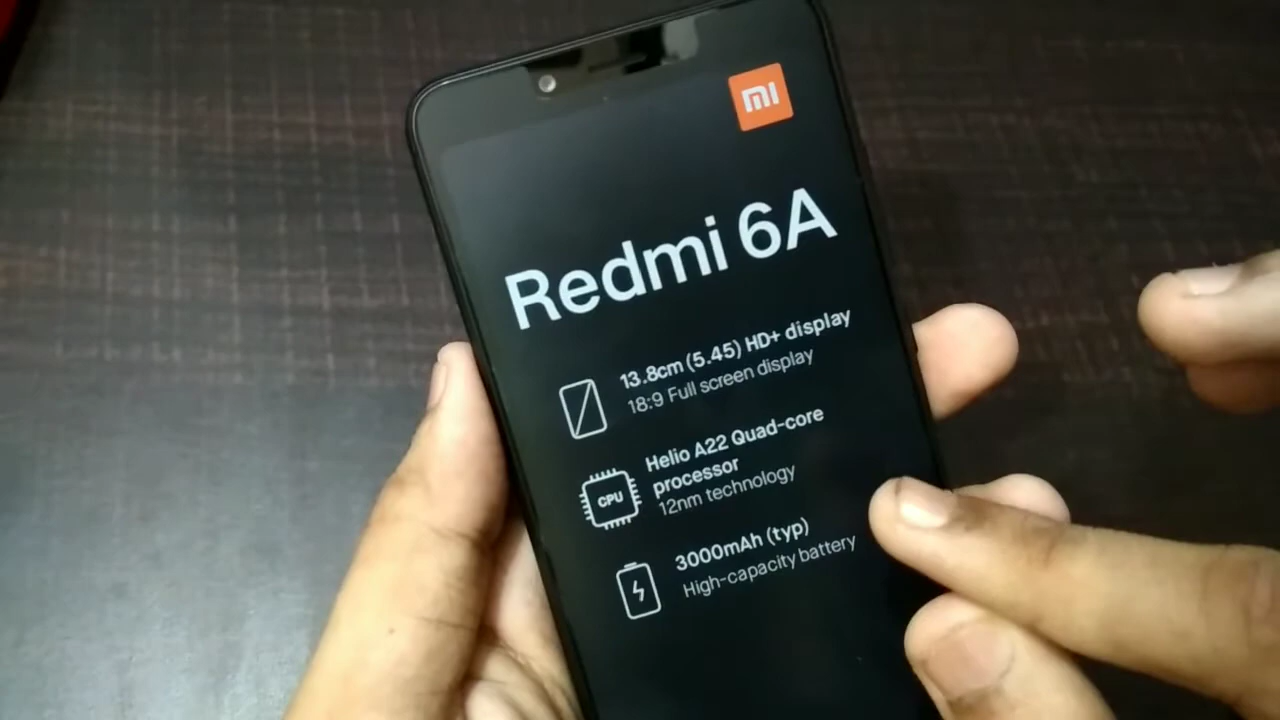 mi
Redmi 6A
13.8cm (5.45) HD+ display
18:9 Full screen display
Helio A22 Quad-core
processor
12nm technology
CPU
3000mAh (typ)
High-capacity battery